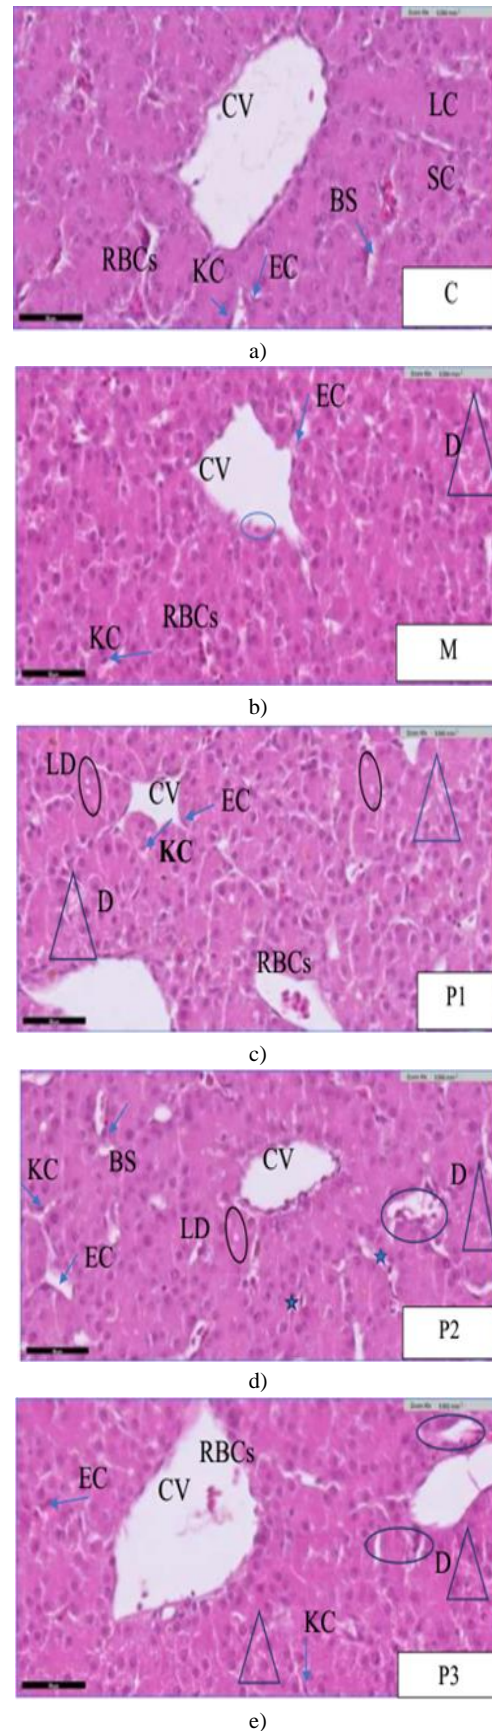 CV
LC
SC
BS
RBCs
KC
EC
C
a)
EC
D
CV
RBCs
KC
M
b)
LD
CV
EC
KC
D
RBCs
P1
c)
BS
CV
KC
D
LD
EC
P2
d)
RBCs
EC
CV
D
KC
P3
e)